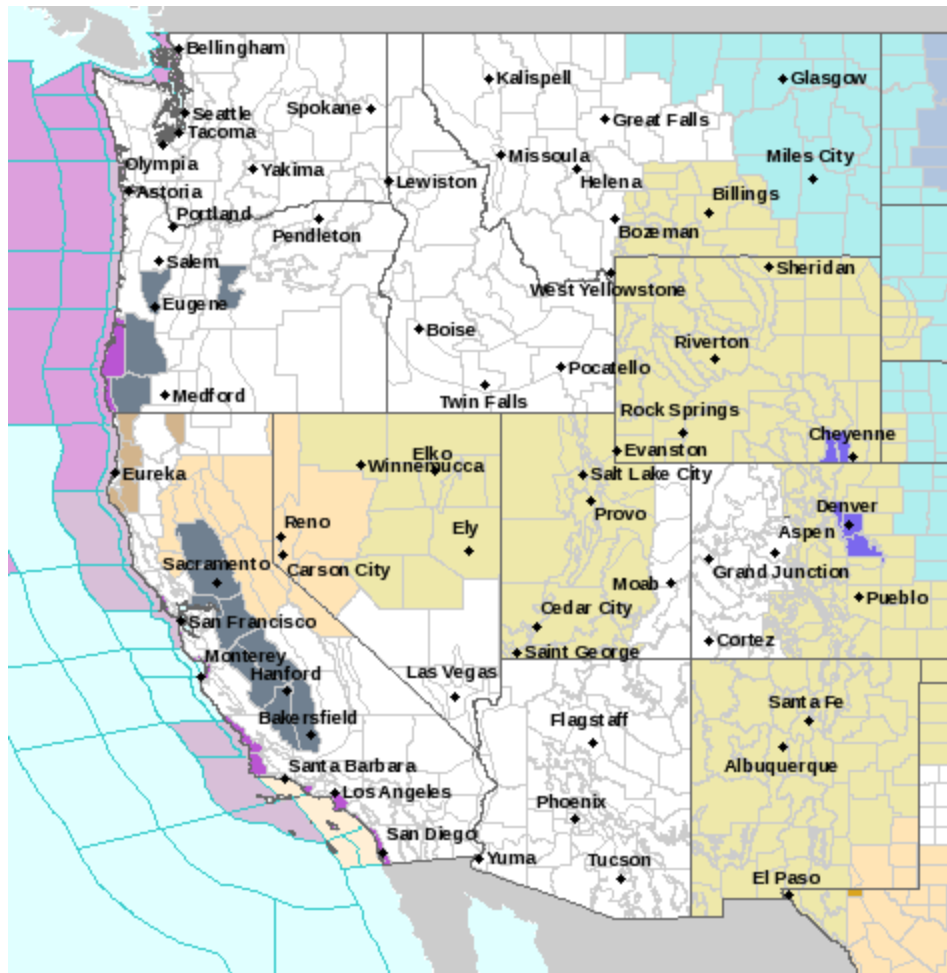 Bellingham
Kalispell
Glasgow
Spokane
Seattle
Great Falls
Tacoma
Olympia
Yakima
Missoula
Miles City
Helena
Lewiston
Astoria
Billings
Portland
Pendleton
Bozeman
Salem
Sheridan
West Yellowstone
Eugene
Boise
Riverton
Pocatello
Medford
Twin Falls
Rock Springs
Cheyenne
Elko
Winnemucca
Evanston
Eureka
Salt Lake City
Provo
Denver
Reno
Ely
Aspen
Sacramento
Carson City
Grand Junction
Moab
Pueblo
Cedar City
San Francisco
Cortez
Saint George
Monterey
Hanford
Las Vegas
Santa Fe
Bakersfield
Flagstaff
Albuquerque
Santa Barbara
Los Angeles
Phoenix
San Diego
Yuma
Tucson
El Paso